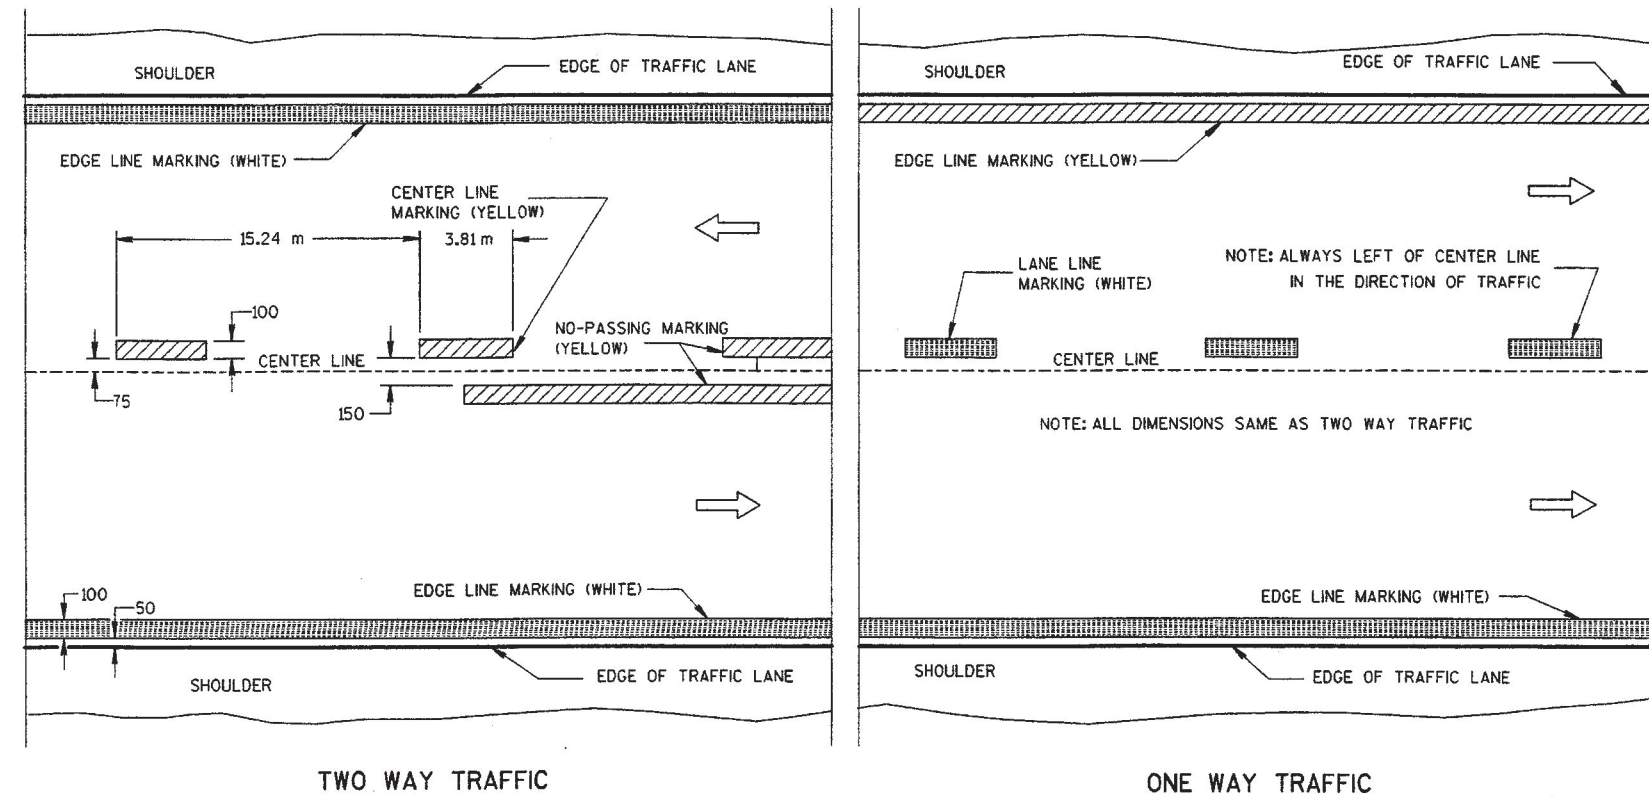 SHOULDER
EDGE OF TRAFFIC LANE
EDGE LINE MARKING (WHITE)
CENTER LINE
MARKING (YELLOW)
15.24 m
3.81 m
100
NO-PASSING MARKING
(YELLOW)
CENTER LINE
75
150
100
50
EDGE LINE MARKING (WHITE)
SHOULDER
EDGE OF TRAFFIC LANE
TWO WAY TRAFFIC
SHOULDER
EDGE OF TRAFFIC LANE
EDGE LINE MARKING (YELLOW)
LANE LINE
MARKING (WHITE)
NOTE: ALWAYS LEFT OF CENTER LINE
IN THE DIRECTION OF TRAFFIC
CENTER LINE
NOTE: ALL DIMENSIONS SAME AS TWO WAY TRAFFIC
EDGE LINE MARKING (WHITE)
SHOULDER
EDGE OF TRAFFIC LANE
ONE WAY TRAFFIC